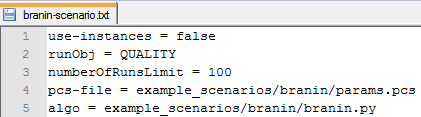 branin-scenario.txt
1 use-instances = false
2 runObj = QUALITY
3 numberOfRunsLimit = 100
4 pcs-file = example_scenarios/branin/params.pcs
5 algo = example_scenarios/branin/branin.py